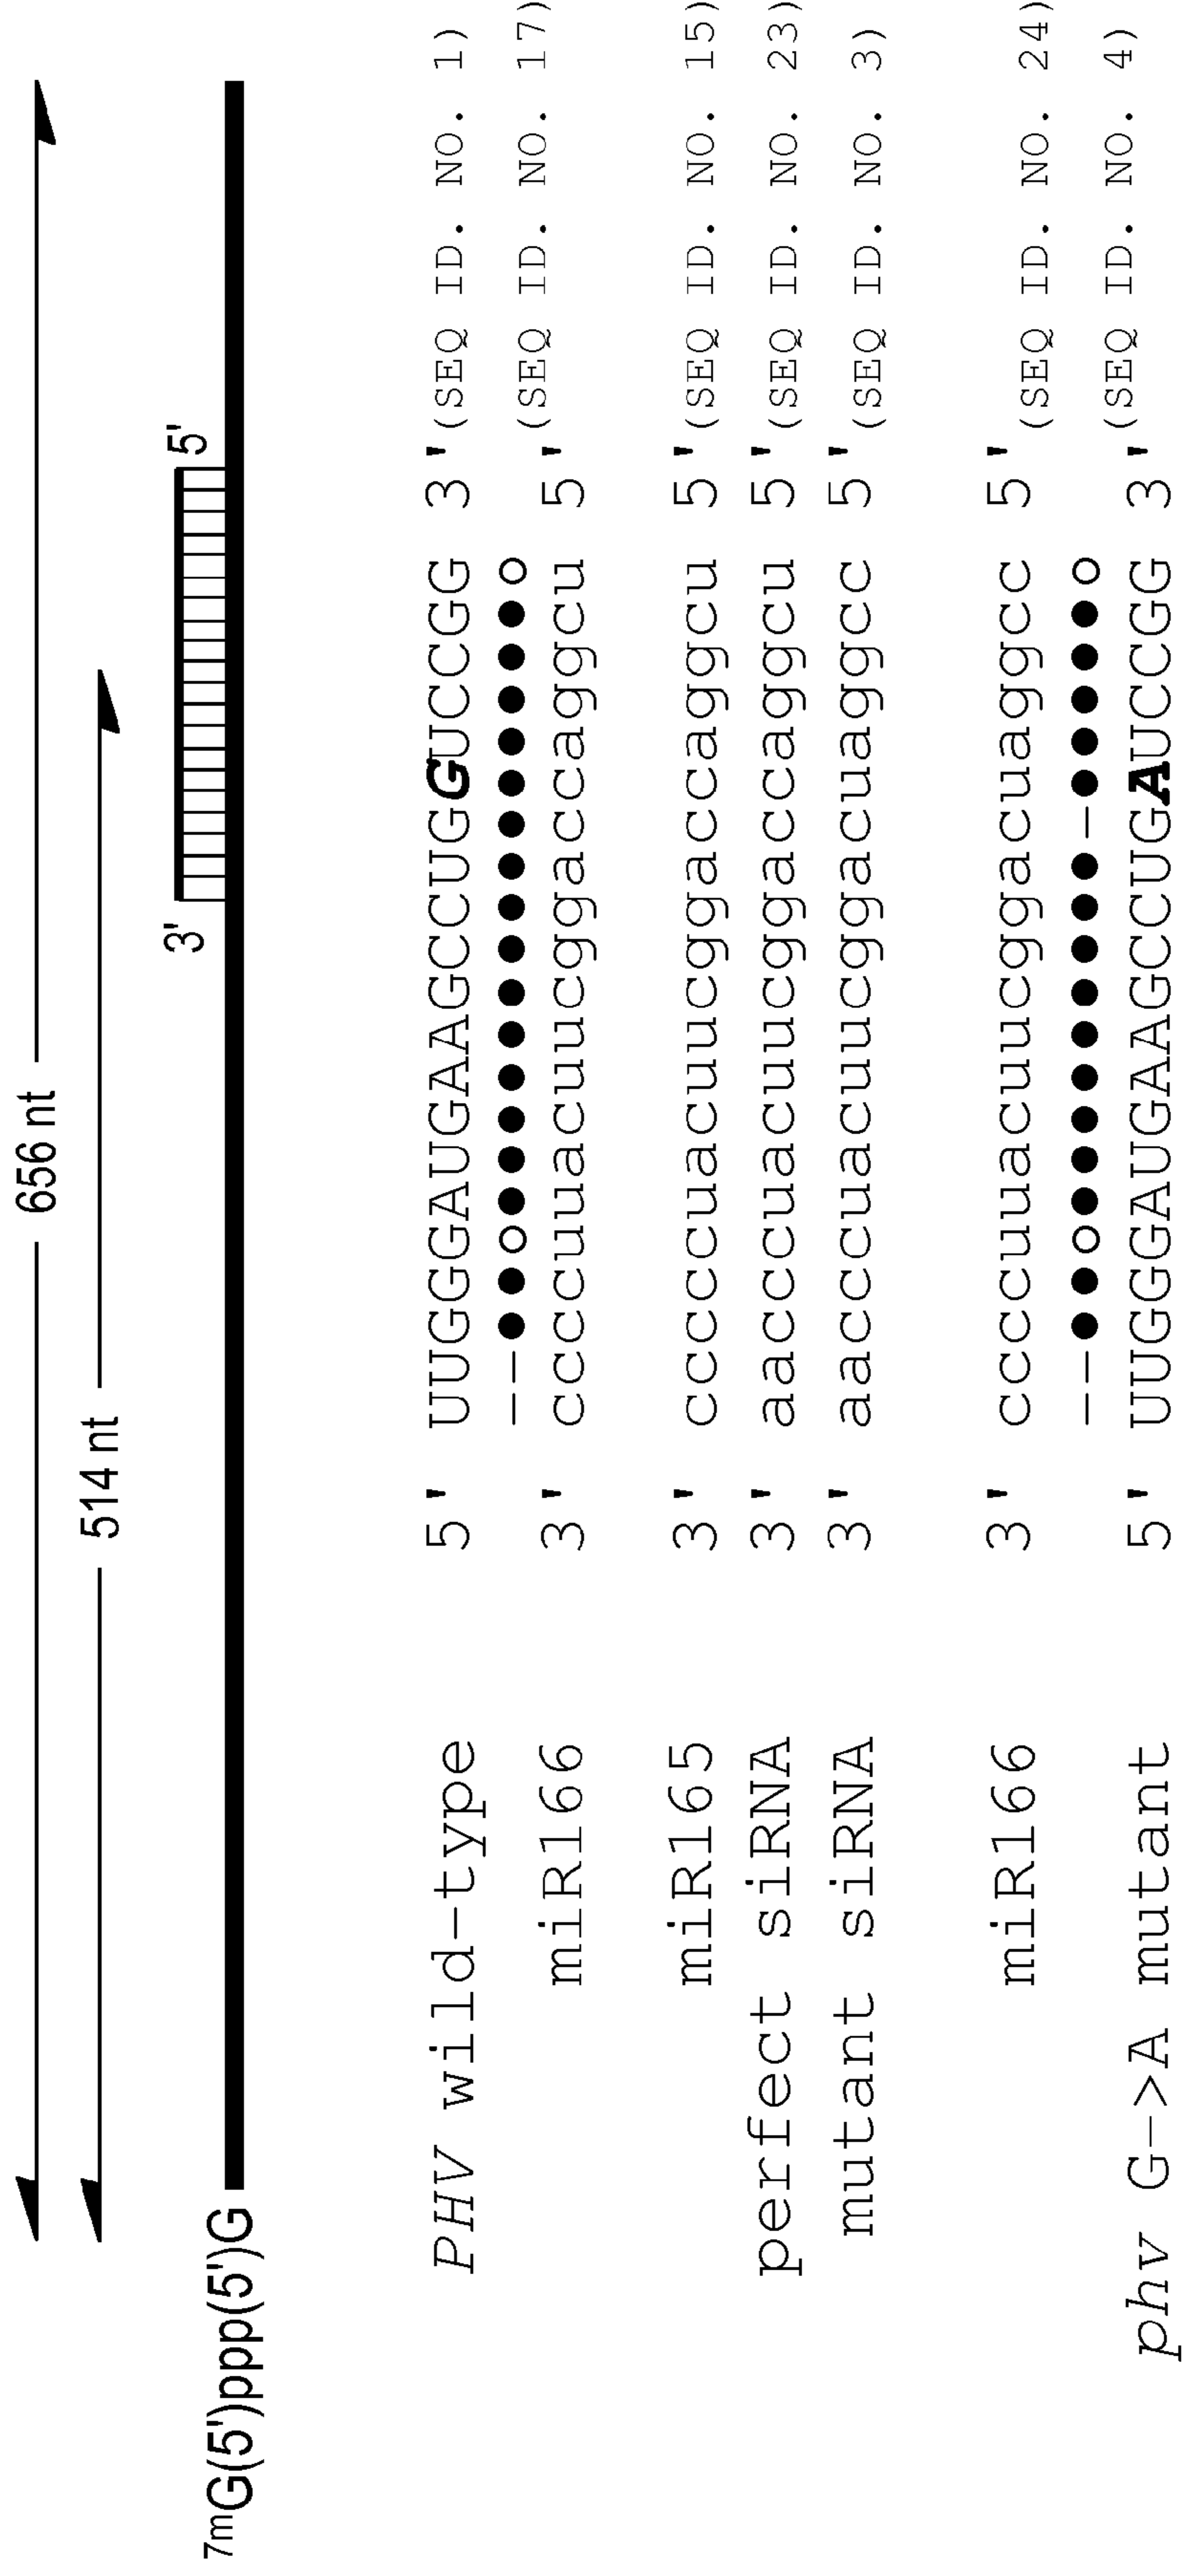 656 nt
514 nt
3' 5'
7mG(5')ppp(5')G
PHV wild-type 5' UUGGGAUGAAGCCUGGUCCGG 3' (SEQ ID. NO. 1)
--●●○●●●●●●●●●●●●●●●○
miR166 3' ccccuuacuucggaccaggcu 5' (SEQ ID. NO. 17)
miR165 3' cccccuacuucggaccaggcu 5' (SEQ ID. NO. 15)
perfect siRNA 3' aacccuacuucggaccaggcu 5' (SEQ ID. NO. 23)
mutant siRNA 3' aacccuacuucggacuaggcc 5' (SEQ ID. NO. 3)
miR166 3' ccccuuacuucggacuaggcc 5' (SEQ ID. NO. 24)
--●●○●●●●●●●●●-●●●●●○
phv G->A mutant 5' UUGGGAUGAAGCCUGAUCCGG 3' (SEQ ID. NO. 4)